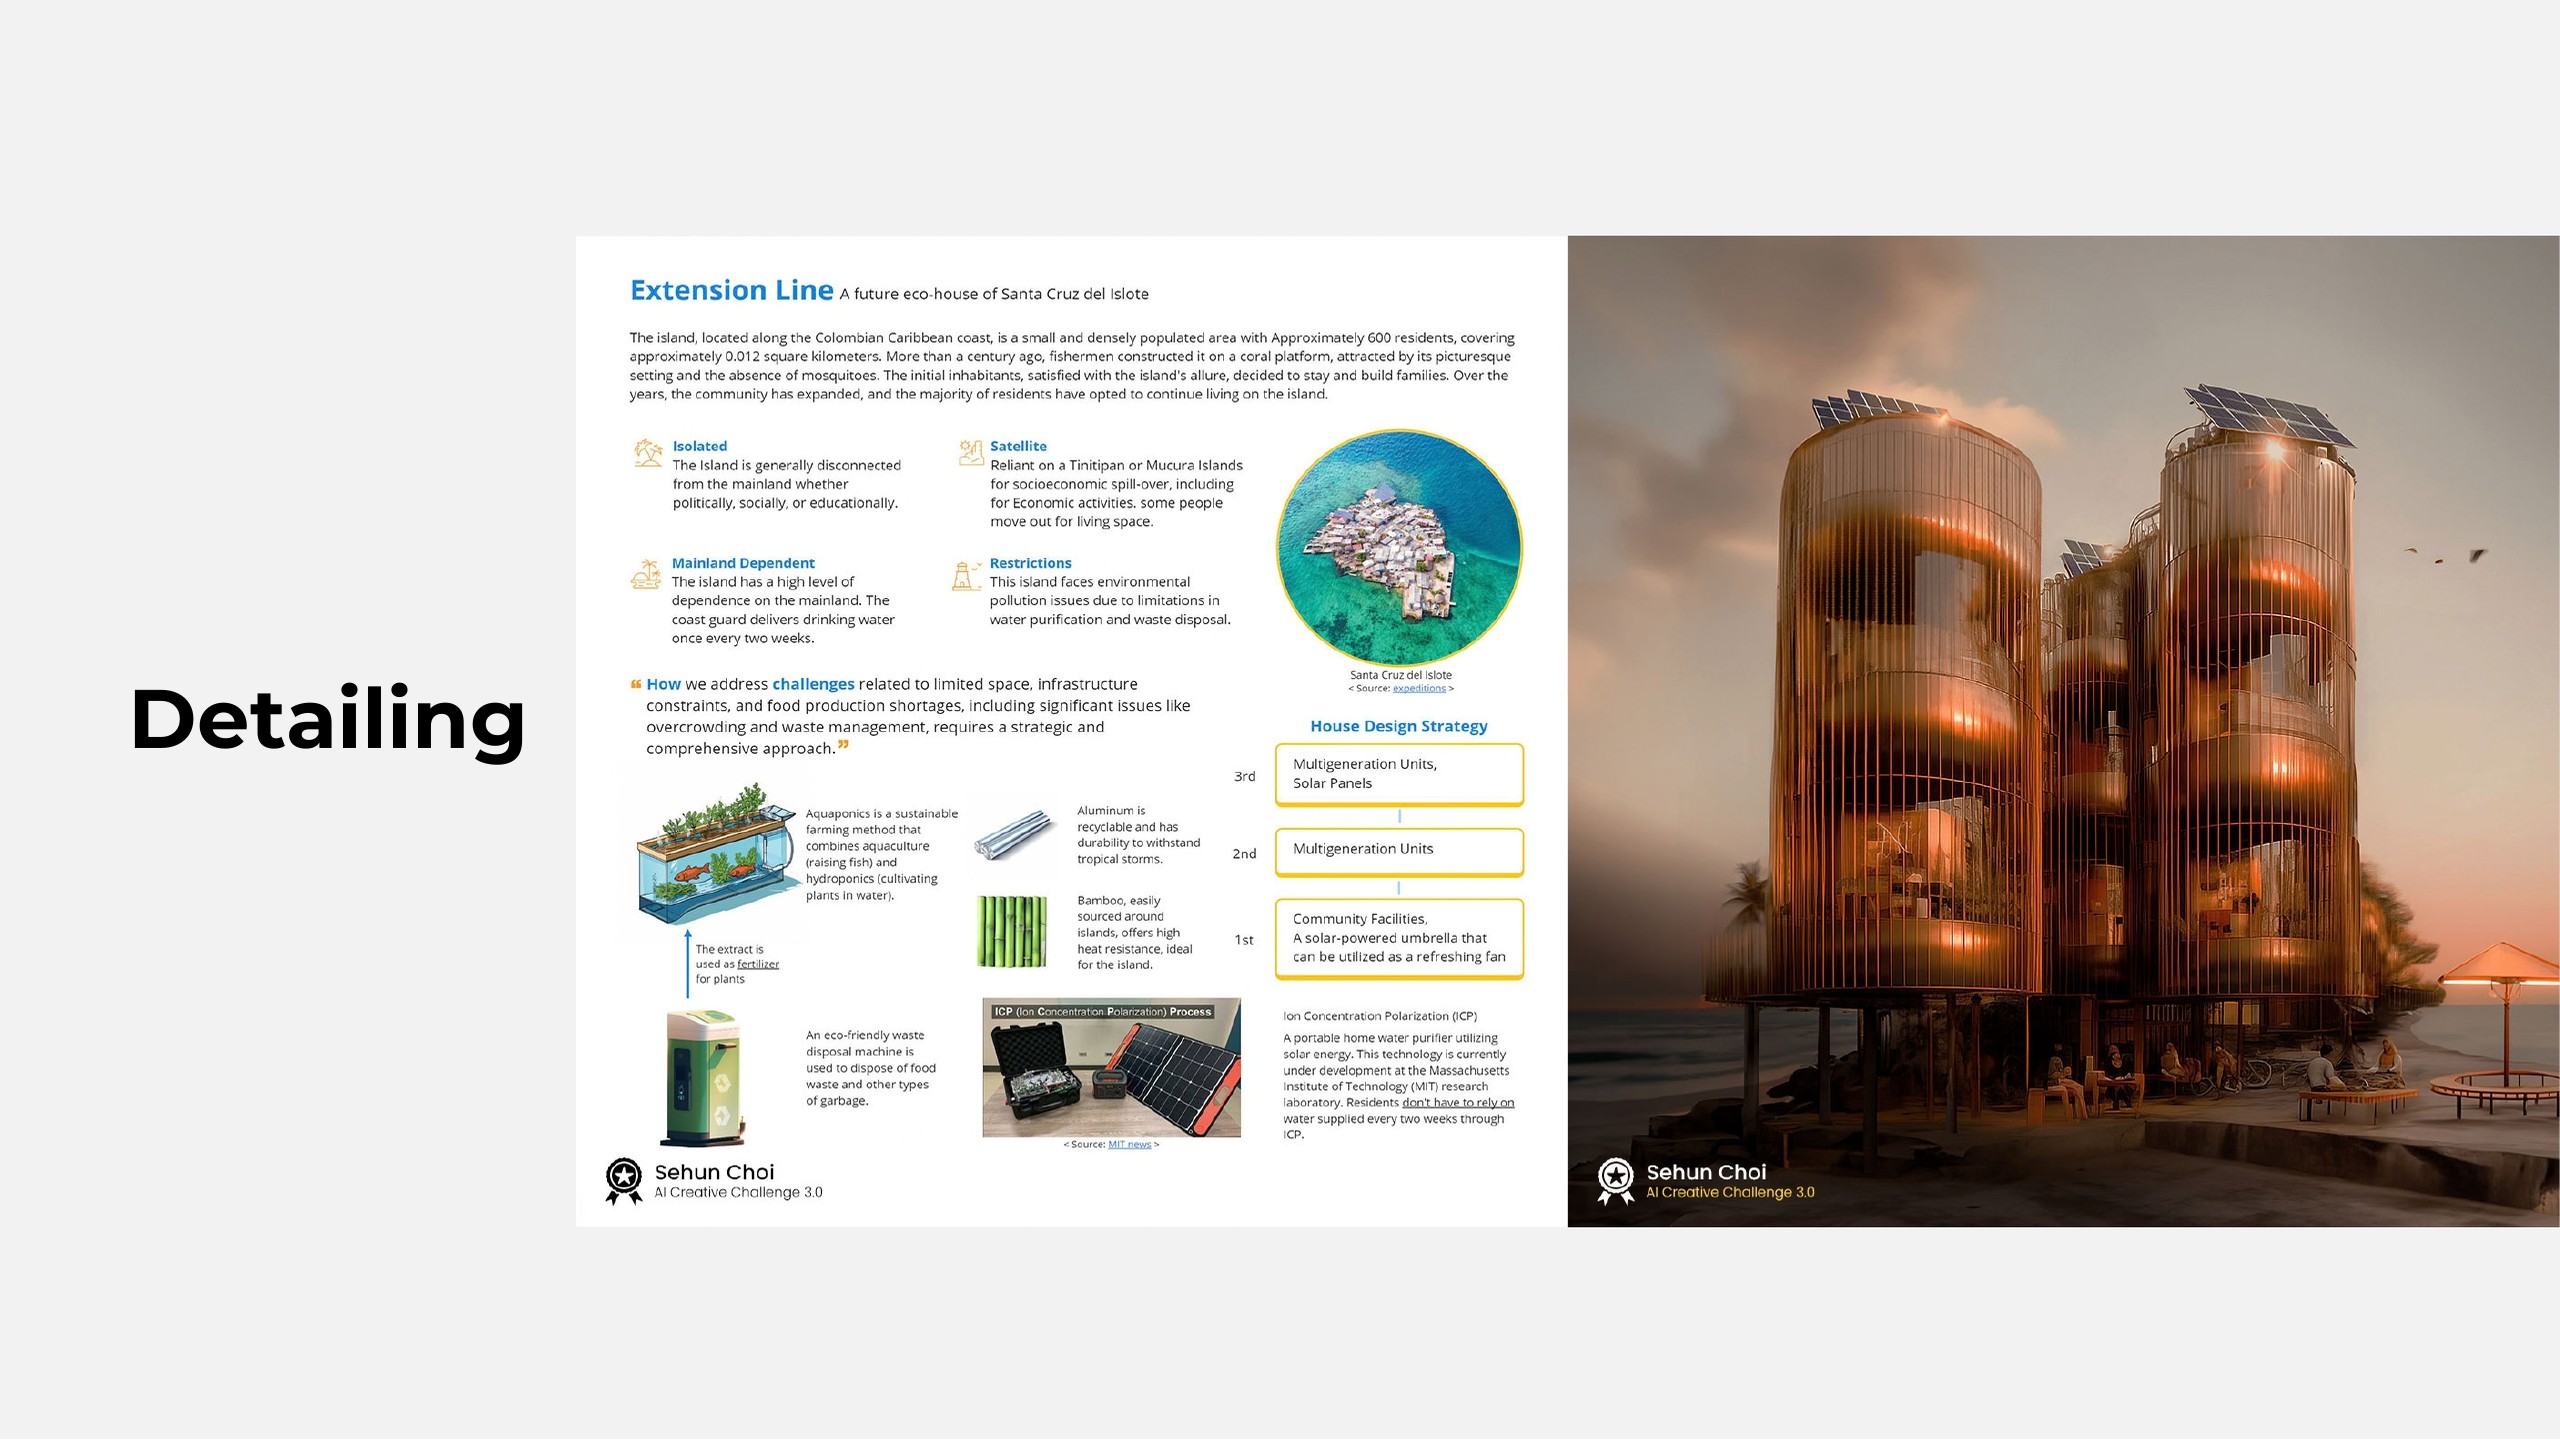 Detailing
Extension Line A future eco-house of Santa Cruz del Islote
The island, located along the Colombian Caribbean coast, is a small and densely populated area with Approximately 600 residents, covering
approximately 0.012 square kilometers. More than a century ago, fishermen constructed it on a coral platform, attracted by its picturesque
setting and the absence of mosquitoes. The initial inhabitants, satisfied with the island's allure, decided to stay and build families. Over the
years, the community has expanded, and the majority of residents have opted to continue living on the island.
Isolated
The Island is generally disconnected
from the mainland whether
politically, socially, or educationally.
Satellite
Reliant on a Tinitipan or Mucura Islands
for socioeconomic spill-over, including
for Economic activities. some people
move out for living space.
Mainland Dependent
The island has a high level of
dependence on the mainland. The
coast guard delivers drinking water
once every two weeks.
Restrictions
This island faces environmental
pollution issues due to limitations in
water purification and waste disposal.
Santa Cruz del Islote
< Source: expeditions >
“ How we address challenges related to limited space, infrastructure
constraints, and food production shortages, including significant issues like
overcrowding and waste management, requires a strategic and
comprehensive approach.”
House Design Strategy
3rd
Multigeneration Units,
Solar Panels
2nd
Multigeneration Units
1st
Community Facilities,
A solar-powered umbrella that
can be utilized as a refreshing fan
Aquaponics is a sustainable
farming method that
combines aquaculture
(raising fish) and
hydroponics (cultivating
plants in water).
Aluminum is
recyclable and has
durability to withstand
tropical storms.
Bamboo, easily
sourced around
islands, offers high
heat resistance, ideal
for the island.
The extract is
used as fertilizer
for plants
An eco-friendly waste
disposal machine is
used to dispose of food
waste and other types
of garbage.
ICP (Ion Concentration Polarization) Process
< Source: MIT news >
Ion Concentration Polarization (ICP)
A portable home water purifier utilizing
solar energy. This technology is currently
under development at the Massachusetts
Institute of Technology (MIT) research
laboratory. Residents don't have to rely on
water supplied every two weeks through
ICP.
Sehun Choi
AI Creative Challenge 3.0
Sehun Choi
AI Creative Challenge 3.0